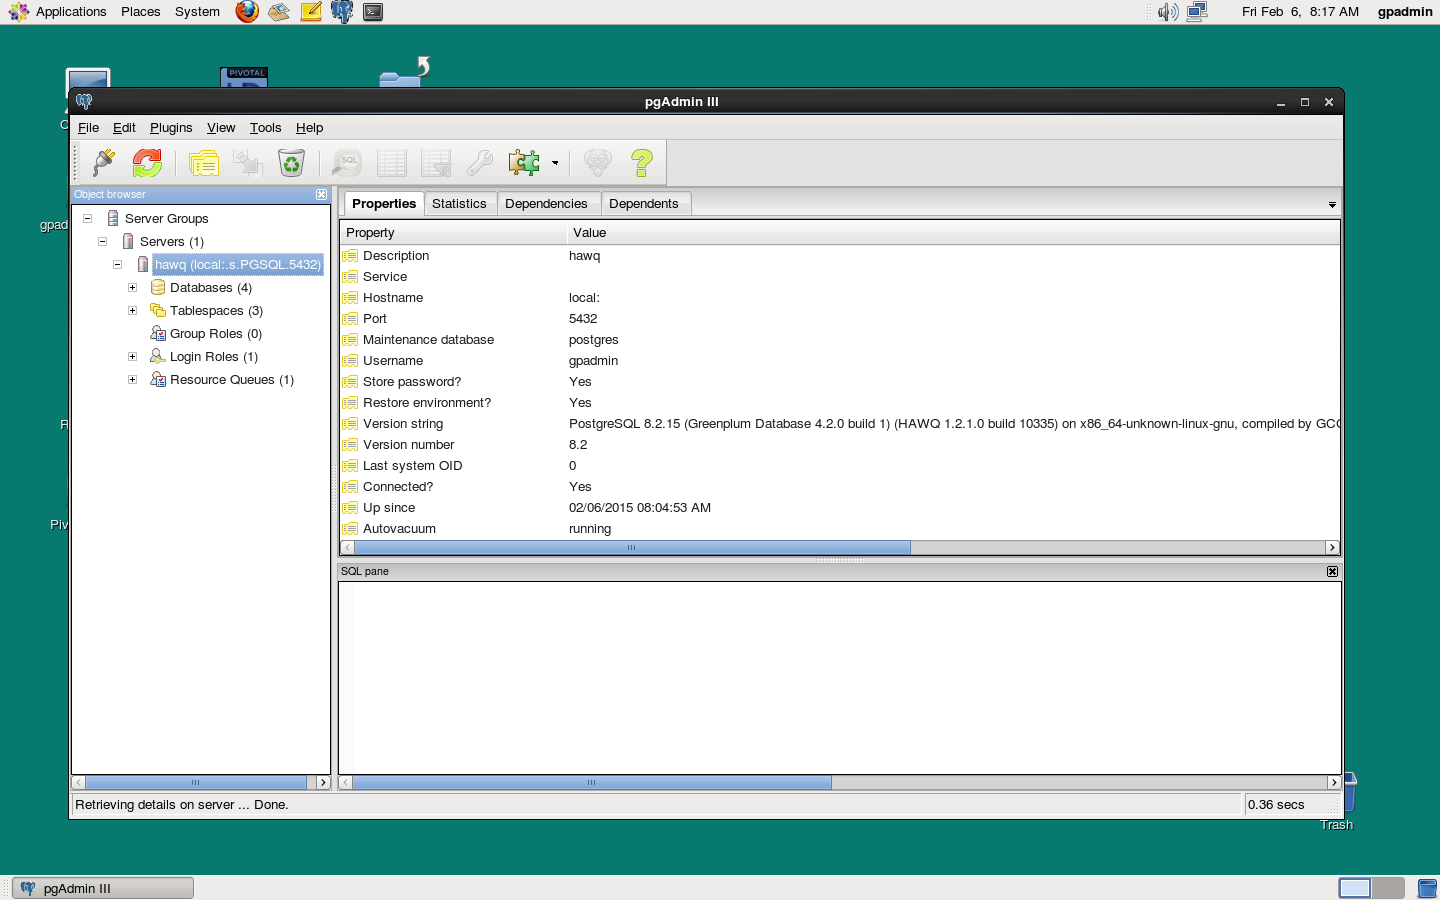 Applications Places System Fri Feb 6, 8:17 AM gpadmin
PIVOTAL
pgAdmin III
File Edit Plugins View Tools Help
SQL
Object browser
Server Groups
Servers (1)
hawq (local:.s.PGSQL.5432)
Databases (4)
Tablespaces (3)
Group Roles (0)
Login Roles (1)
Resource Queues (1)
Properties Statistics Dependencies Dependents
Property Value
Description hawq
Service
Hostname local:
Port 5432
Maintenance database postgres
Username gpadmin
Store password? Yes
Restore environment? Yes
Version string PostgreSQL 8.2.15 (Greenplum Database 4.2.0 build 1) (HAWQ 1.2.1.0 build 10335) on x86_64-unknown-linux-gnu, compiled by GCC
Version number 8.2
Last system OID 0
Connected? Yes
Up since 02/06/2015 08:04:53 AM
Autovacuum running
SQL pane
gpad
R
Piv
Retrieving details on server ... Done. 0.36 secs
Trash
pgAdmin III